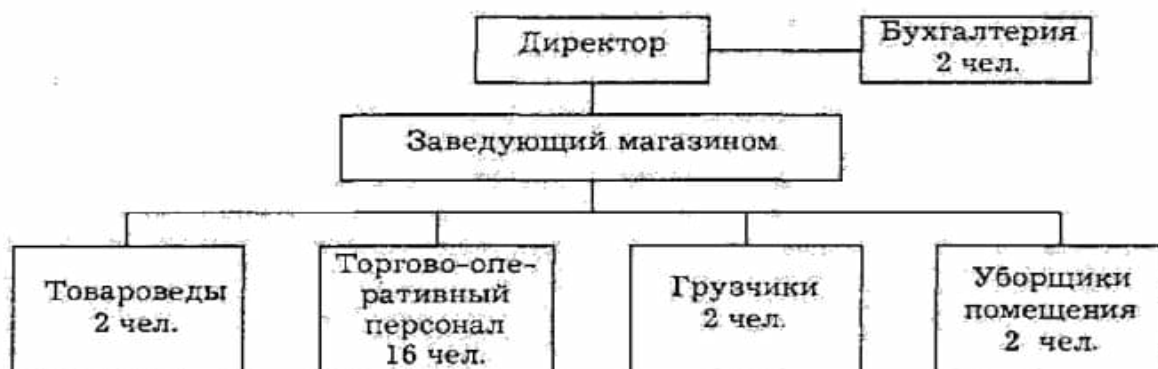 Директор
Бухгалтерия
2 чел.
Заведующий магазином
Товароведы
2 чел.
Торгово-опе-
ративный
персонал
16 чел.
Грузчики
2 чел.
Уборщики
помещения
2 чел.